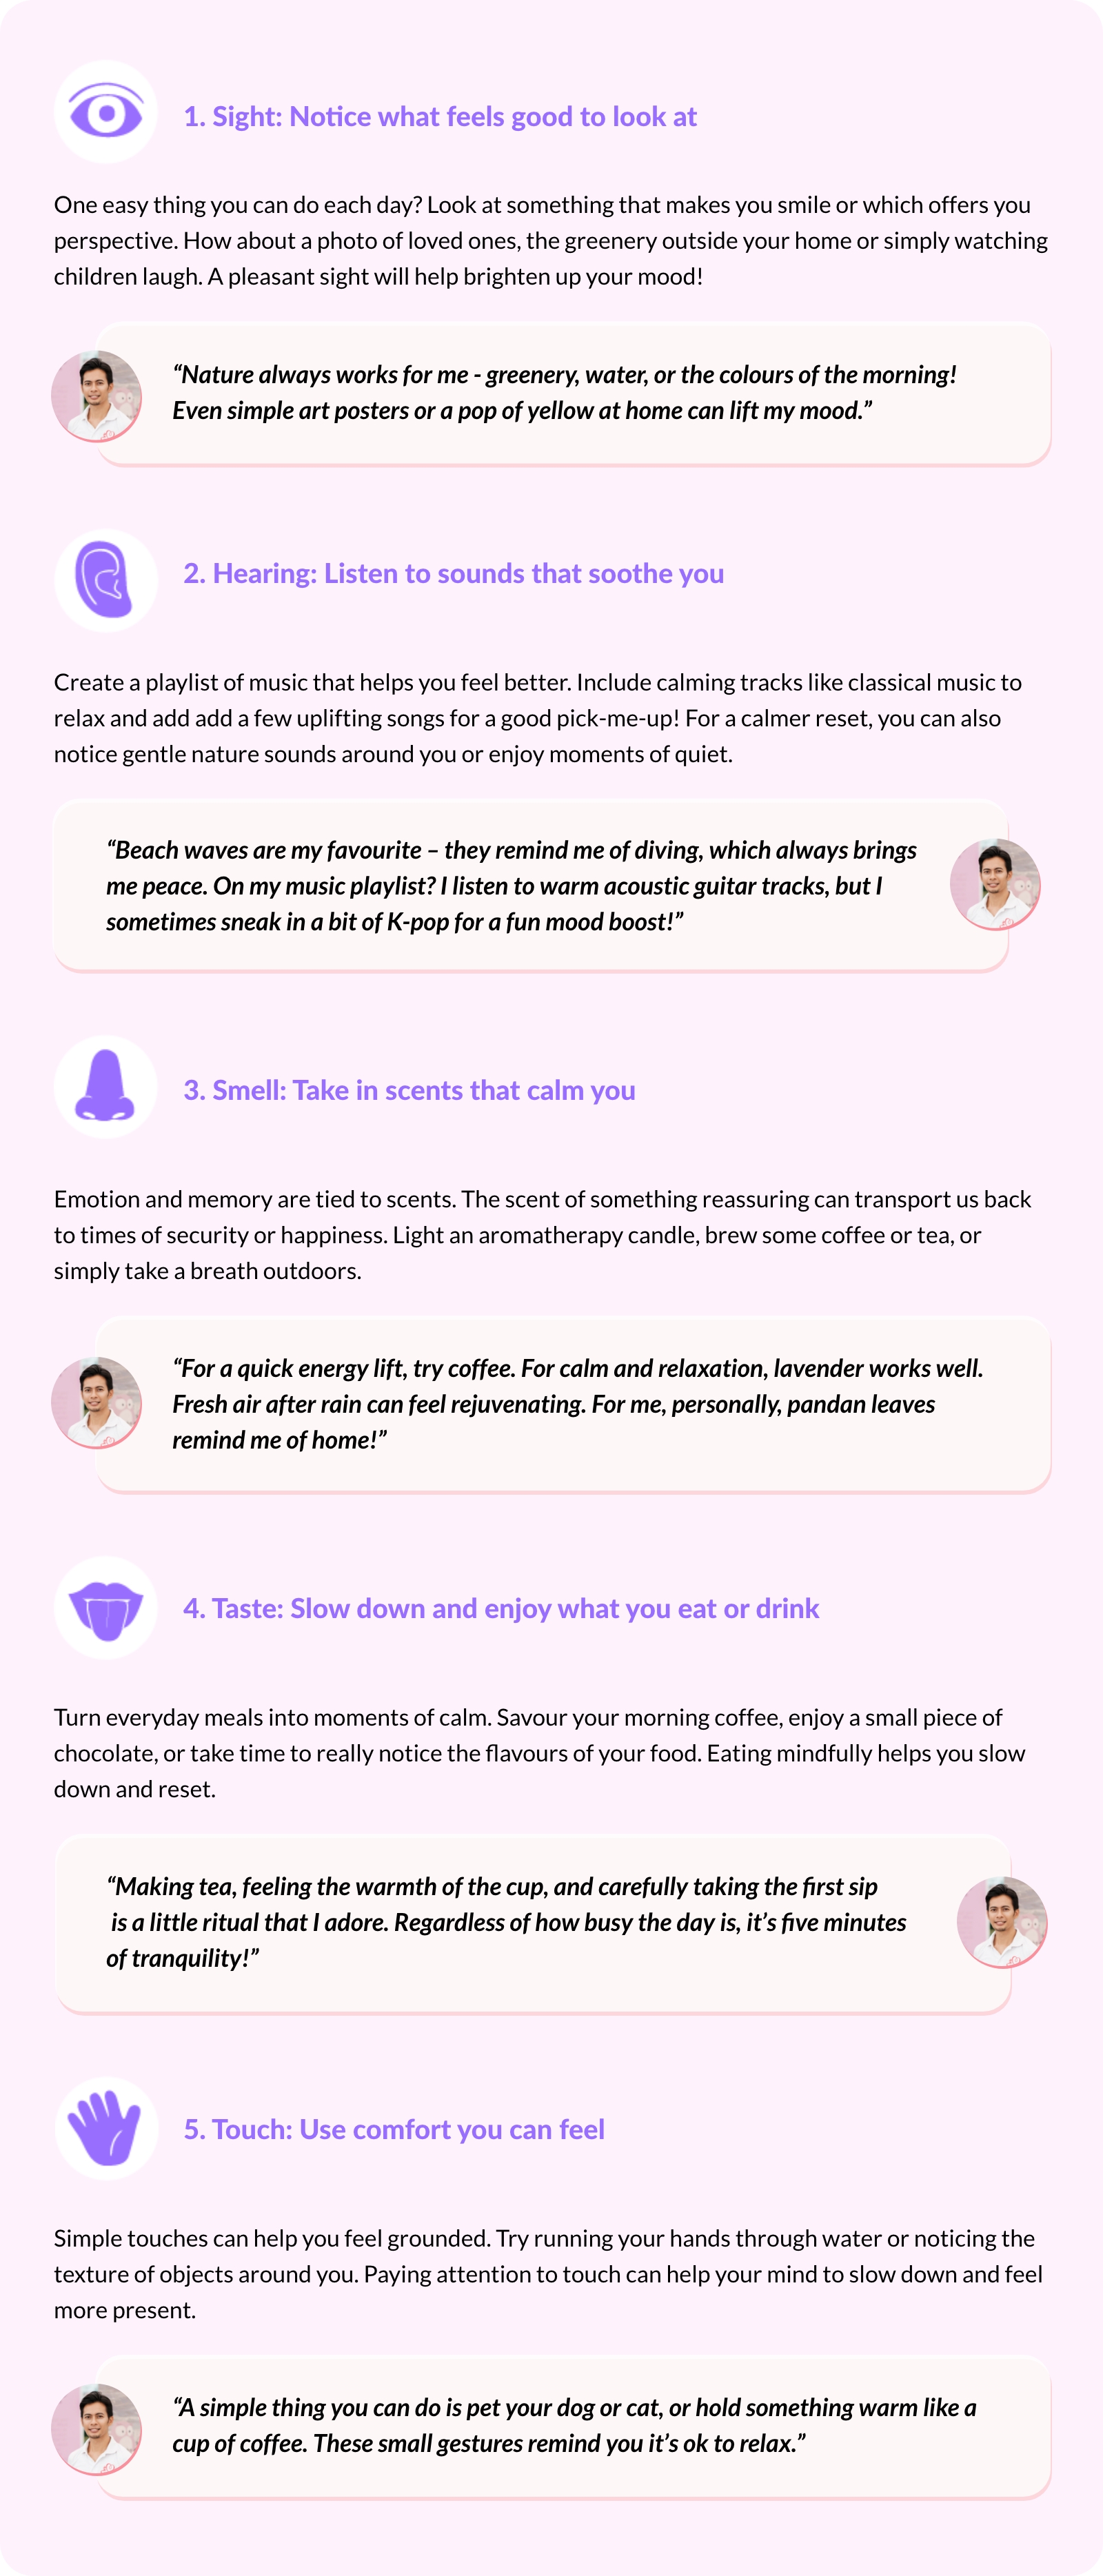 1. Sight: Notice what feels good to look at
One easy thing you can do each day? Look at something that makes you smile or which offers you
perspective. How about a photo of loved ones, the greenery outside your home or simply watching
children laugh. A pleasant sight will help brighten up your mood!
“Nature always works for me - greenery, water, or the colours of the morning!
Even simple art posters or a pop of yellow at home can lift my mood.”
2. Hearing: Listen to sounds that soothe you
Create a playlist of music that helps you feel better. Include calming tracks like classical music to
relax and add add a few uplifting songs for a good pick-me-up! For a calmer reset, you can also
notice gentle nature sounds around you or enjoy moments of quiet.
“Beach waves are my favourite – they remind me of diving, which always brings
me peace. On my music playlist? I listen to warm acoustic guitar tracks, but I
sometimes sneak in a bit of K-pop for a fun mood boost!”
3. Smell: Take in scents that calm you
Emotion and memory are tied to scents. The scent of something reassuring can transport us back
to times of security or happiness. Light an aromatherapy candle, brew some coffee or tea, or
simply take a breath outdoors.
“For a quick energy lift, try coffee. For calm and relaxation, lavender works well.
Fresh air after rain can feel rejuvenating. For me, personally, pandan leaves
remind me of home!”
4. Taste: Slow down and enjoy what you eat or drink
Turn everyday meals into moments of calm. Savour your morning coffee, enjoy a small piece of
chocolate, or take time to really notice the flavours of your food. Eating mindfully helps you slow
down and reset.
“Making tea, feeling the warmth of the cup, and carefully taking the first sip
is a little ritual that I adore. Regardless of how busy the day is, it’s five minutes
of tranquility!”
5. Touch: Use comfort you can feel
Simple touches can help you feel grounded. Try running your hands through water or noticing the
texture of objects around you. Paying attention to touch can help your mind to slow down and feel
more present.
“A simple thing you can do is pet your dog or cat, or hold something warm like a
cup of coffee. These small gestures remind you it’s ok to relax.”